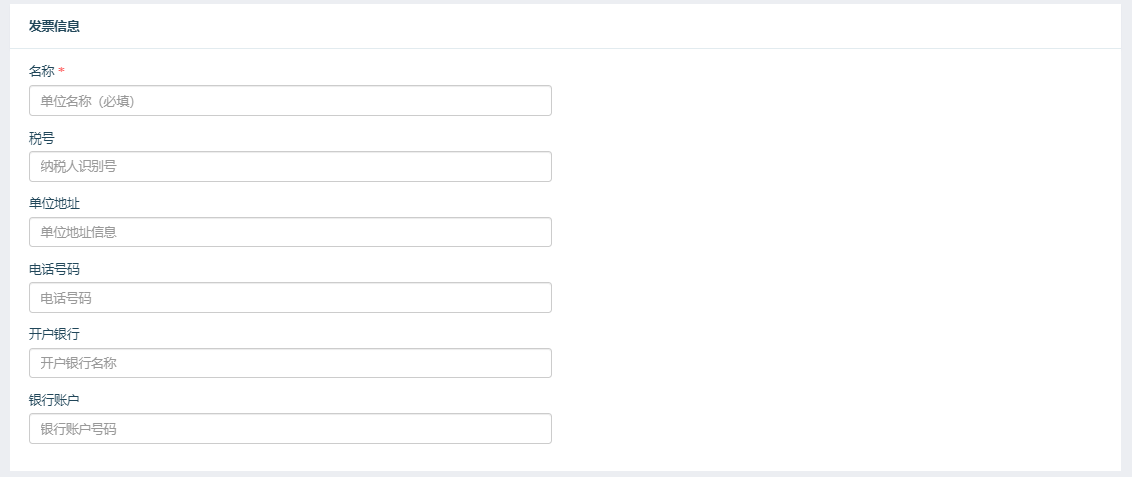 发票信息
名称 *
单位名称（必填）
税号
纳税人识别号
单位地址
单位地址信息
电话号码
电话号码
开户银行
开户银行名称
银行账户
银行账户号码